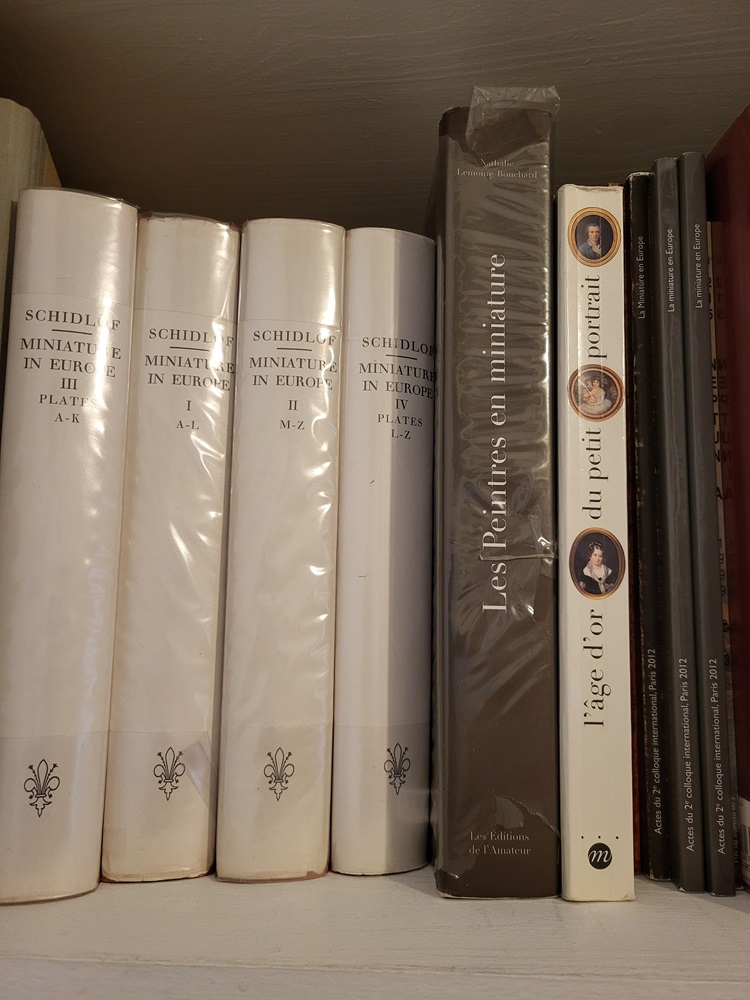 SCHIDLOF
MINIATURE
IN EUROPE
III
PLATES
A-K
SCHIDLOF
MINIATURE
IN EUROPE
I
A-L
SCHIDLOF
MINIATURE
IN EUROPE
II
M-Z
SCHIDLOF
MINIATURE
IN EUROPE
IV
PLATES
L-Z
Nathalie
Lemoine-Bouchard
Les Peintres en miniature
Les Éditions
de l'Amateur
l'âge d'or du petit portrait
m
La Miniature en Europe
Actes du 2e colloque international, Paris 2012
La miniature en Europe
Actes du 2e colloque international, Paris 2012
La miniature en Europe
Actes du 2e colloque international, Paris 2012